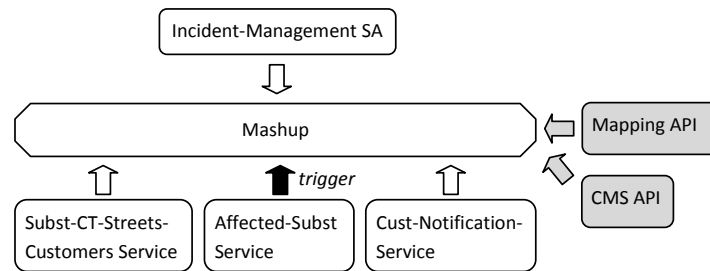 Incident-Management SA
Mashup
Mapping API
trigger
CMS API
Subst-CT-Streets-
Customers Service
Affected-Subst
Service
Cust-Notification-
Service